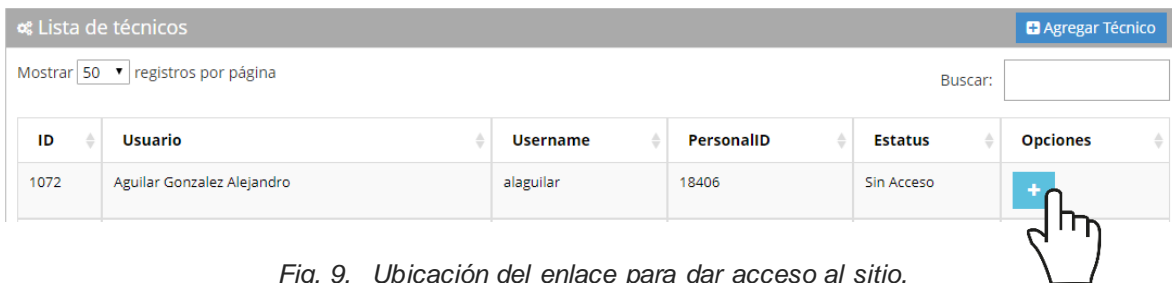 Lista de técnicos
Agregar Técnico
Mostrar 50 registros por página
Buscar:
ID Usuario Username PersonalID Estatus Opciones
1072 Aguilar Gonzalez Alejandro alaguilar 18406 Sin Acceso +
Fig. 9. Ubicación del enlace para dar acceso al sitio.